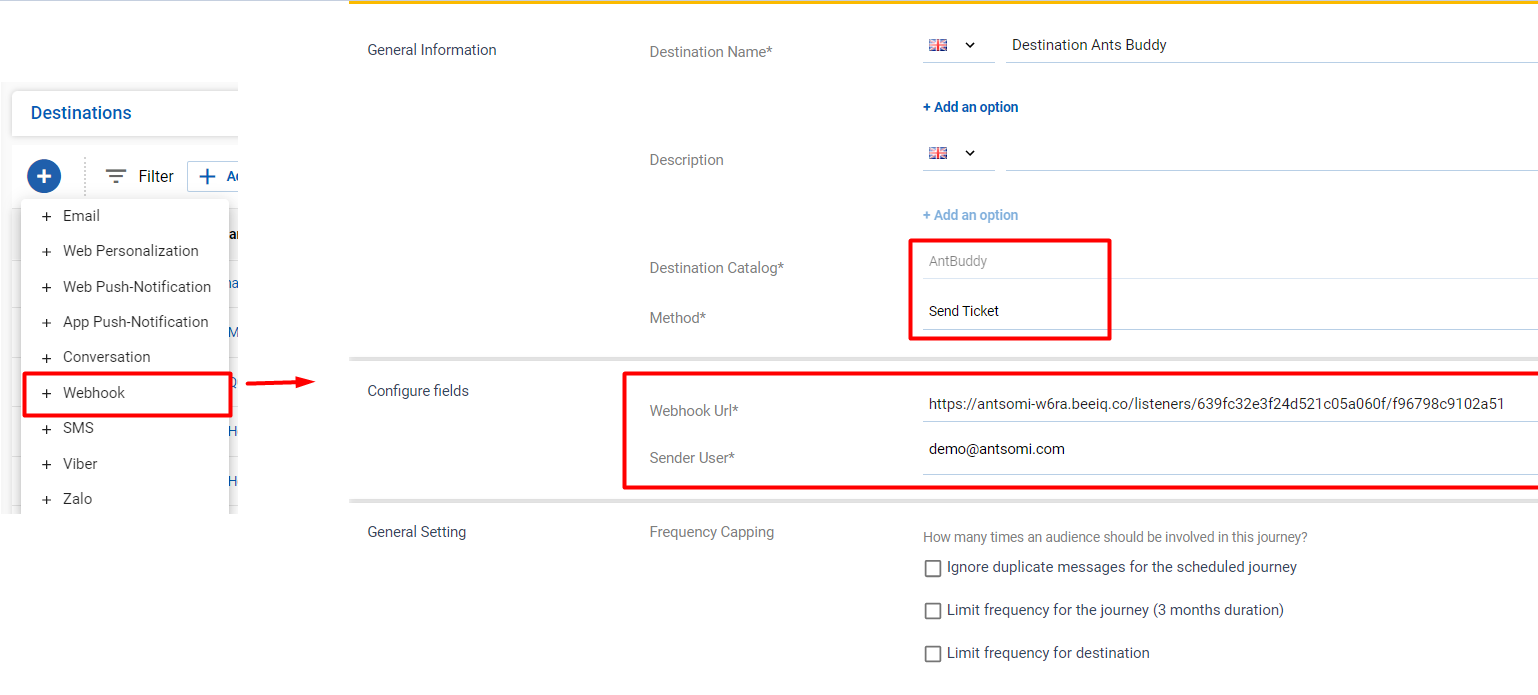 Destinations
Filter
Email
Web Personalization
Web Push-Notification
App Push-Notification
Conversation
Webhook
SMS
Viber
Zalo
General Information
Destination Name*
Destination Ants Buddy
+ Add an option
Description
+ Add an option
Destination Catalog*
AntBuddy
Method*
Send Ticket
Configure fields
Webhook Url*
https://antsomi-w6ra.beeiq.co/listeners/639fc32e3f24d521c05a060f/f96798c9102a51
Sender User*
demo@antsomi.com
General Setting
Frequency Capping
How many times an audience should be involved in this journey?
Ignore duplicate messages for the scheduled journey
Limit frequency for the journey (3 months duration)
Limit frequency for destination